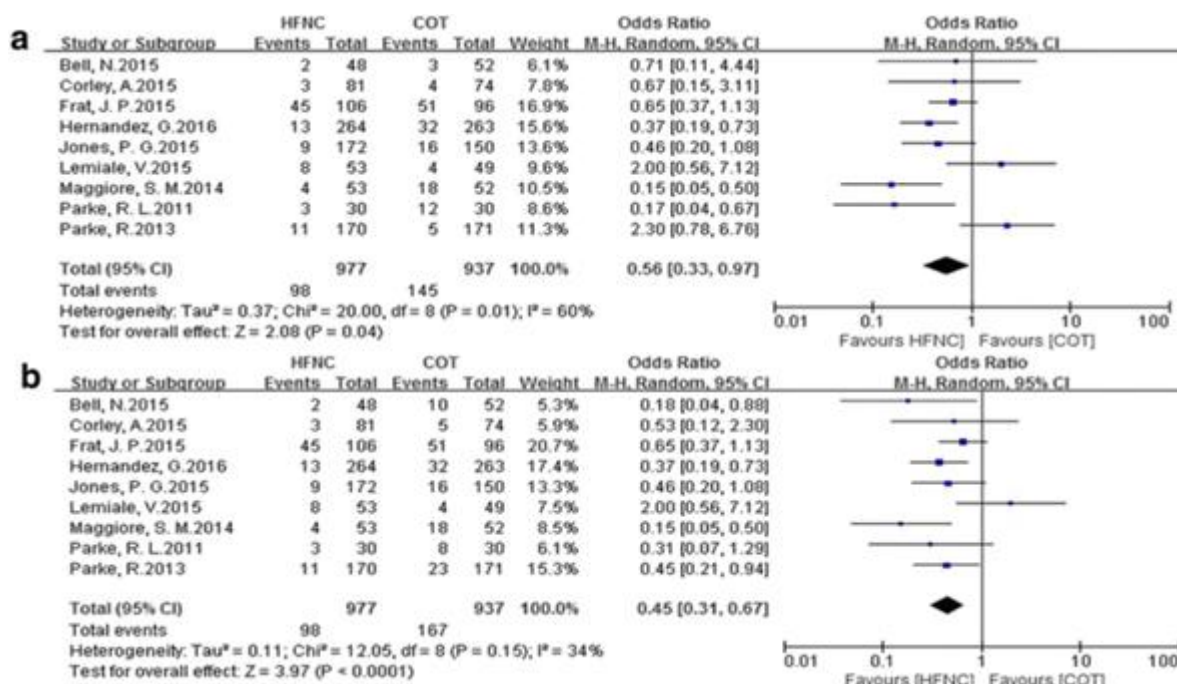 a
HFNC COT Odds Ratio Odds Ratio
Study or Subgroup Events Total Events Total Weight M-H, Random, 95% CI M-H, Random, 95% CI
Bell, N.2015 2 48 3 52 6.1% 0.71 [0.11, 4.44]
Corley, A.2015 3 81 4 74 7.8% 0.67 [0.15, 3.11]
Frat, J. P.2015 45 106 51 96 16.9% 0.65 [0.37, 1.13]
Hernandez, G.2016 13 264 32 263 15.6% 0.37 [0.19, 0.73]
Jones, P. G.2015 9 172 16 150 13.6% 0.46 [0.20, 1.08]
Lemiale, V.2015 8 53 4 49 9.6% 2.00 [0.56, 7.12]
Maggiore, S. M.2014 4 53 18 52 10.5% 0.15 [0.05, 0.50]
Parke, R. L.2011 3 30 12 30 8.6% 0.17 [0.04, 0.67]
Parke, R.2013 11 170 5 171 11.3% 2.30 [0.78, 6.76]
Total (95% CI) 977 937 100.0% 0.56 [0.33, 0.97]
Total events 98 145
Heterogeneity: Tau² = 0.37; Chi² = 20.00, df = 8 (P = 0.01); I² = 60%
Test for overall effect: Z = 2.08 (P = 0.04)
0.01 0.1 1 10 100
Favours HFNC] Favours [COT]
b
HFNC COT Odds Ratio Odds Ratio
Study or Subgroup Events Total Events Total Weight M-H, Random, 95% CI M-H, Random, 95% CI
Bell, N.2015 2 48 10 52 5.3% 0.18 [0.04, 0.88]
Corley, A.2015 3 81 5 74 5.9% 0.53 [0.12, 2.30]
Frat, J. P.2015 45 106 51 96 20.7% 0.65 [0.37, 1.13]
Hernandez, G.2016 13 264 32 263 17.4% 0.37 [0.19, 0.73]
Jones, P. G.2015 9 172 16 150 13.3% 0.46 [0.20, 1.08]
Lemiale, V.2015 8 53 4 49 7.5% 2.00 [0.56, 7.12]
Maggiore, S. M.2014 4 53 18 52 8.5% 0.15 [0.05, 0.50]
Parke, R. L.2011 3 30 8 30 6.1% 0.31 [0.07, 1.29]
Parke, R.2013 11 170 23 171 15.3% 0.45 [0.21, 0.94]
Total (95% CI) 977 937 100.0% 0.45 [0.31, 0.67]
Total events 98 167
Heterogeneity: Tau² = 0.11; Chi² = 12.05, df = 8 (P = 0.15); I² = 34%
Test for overall effect: Z = 3.97 (P < 0.0001)
0.01 0.1 1 10 100
Favours [HFNC] Favours [COT]